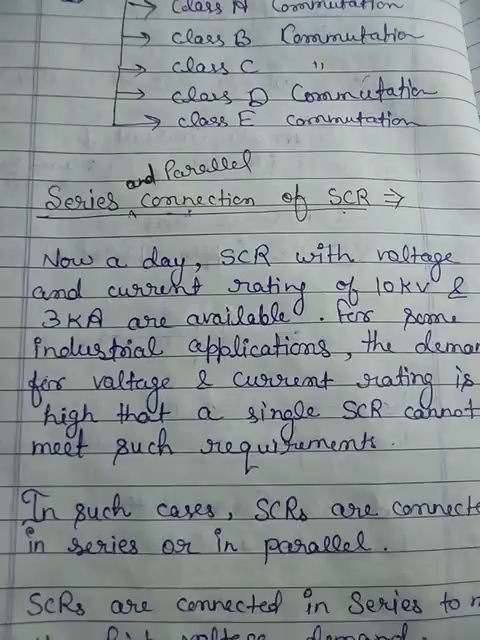 class A Commutation
class B Commutation
class C "
class D Commutation
class E commutation
and Parallel
Series connection of SCR ⇒
Now a day, SCR with voltage
and current rating of 10KV &
3KA are available. For some
industrial applications, the deman
for voltage & current rating is
high that a single SCR cannot
meet such requirements.
In such cases, SCRs are connecte
in series or in parallel.
SCRs are connected in Series to m
voltage demand